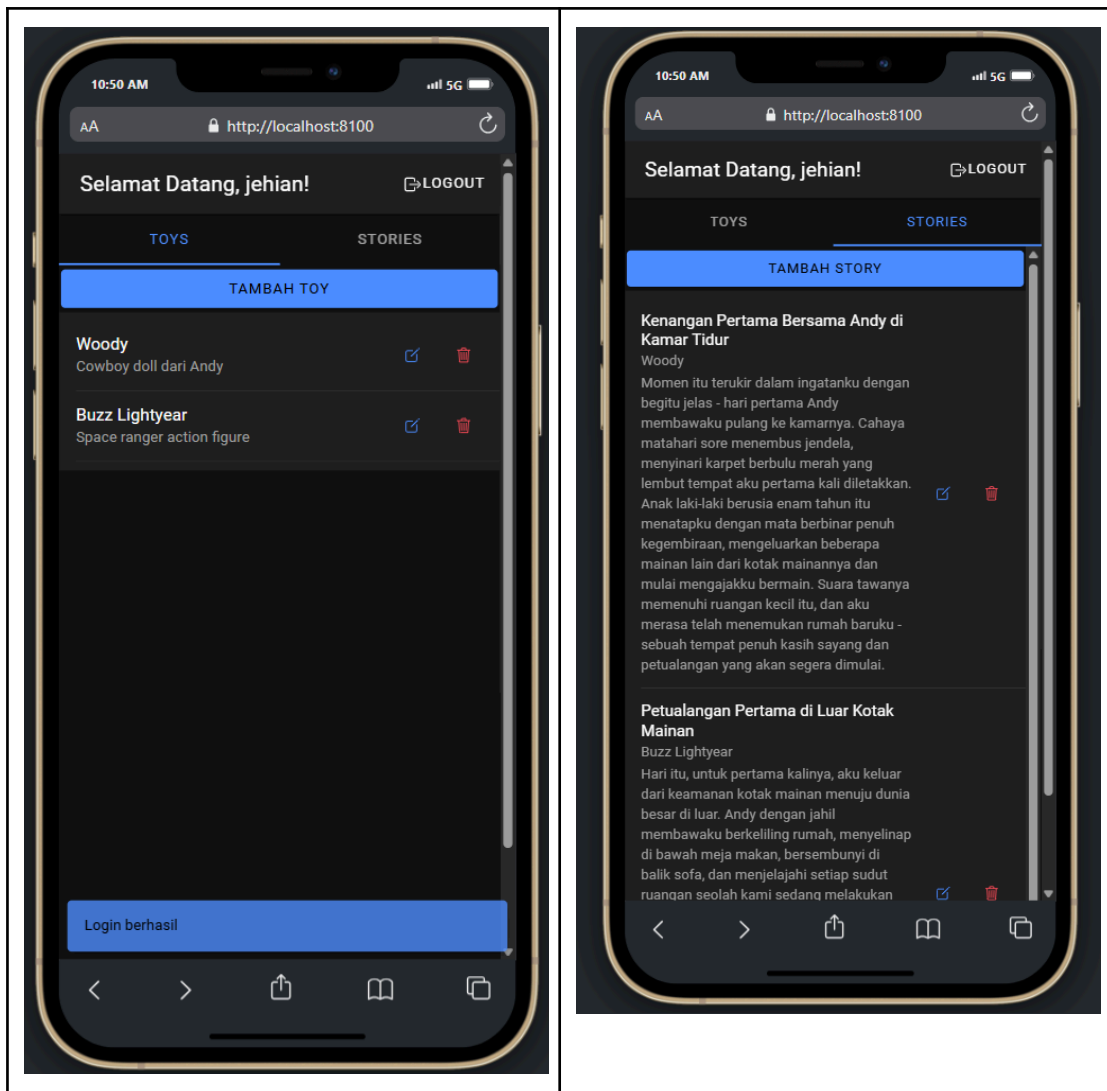 10:50 AM
5G
AA
http://localhost:8100
Selamat Datang, jehian!
LOGOUT
TOYS
STORIES
TAMBAH TOY
Woody
Cowboy doll dari Andy
Buzz Lightyear
Space ranger action figure
Login berhasil
10:50 AM
5G
AA
http://localhost:8100
Selamat Datang, jehian!
LOGOUT
TOYS
STORIES
TAMBAH STORY
Kenangan Pertama Bersama Andy di
Kamar Tidur
Woody
Momen itu terukir dalam ingatanku dengan
begitu jelas - hari pertama Andy
membawaku pulang ke kamarnya. Cahaya
matahari sore menembus jendela,
menyinari karpet berbulu merah yang
lembut tempat aku pertama kali diletakkan.
Anak laki-laki berusia enam tahun itu
menatapku dengan mata berbinar penuh
kegembiraan, mengeluarkan beberapa
mainan lain dari kotak mainannya dan
mulai mengajakku bermain. Suara tawanya
memenuhi ruangan kecil itu, dan aku
merasa telah menemukan rumah baruku -
sebuah tempat penuh kasih sayang dan
petualangan yang akan segera dimulai.
Petualangan Pertama di Luar Kotak
Mainan
Buzz Lightyear
Hari itu, untuk pertama kalinya, aku keluar
dari keamanan kotak mainan menuju dunia
besar di luar. Andy dengan jahil
membawaku berkeliling rumah, menyelinap
di bawah meja makan, bersembunyi di
balik sofa, dan menjelajahi setiap sudut
ruangan seolah kami sedang melakukan